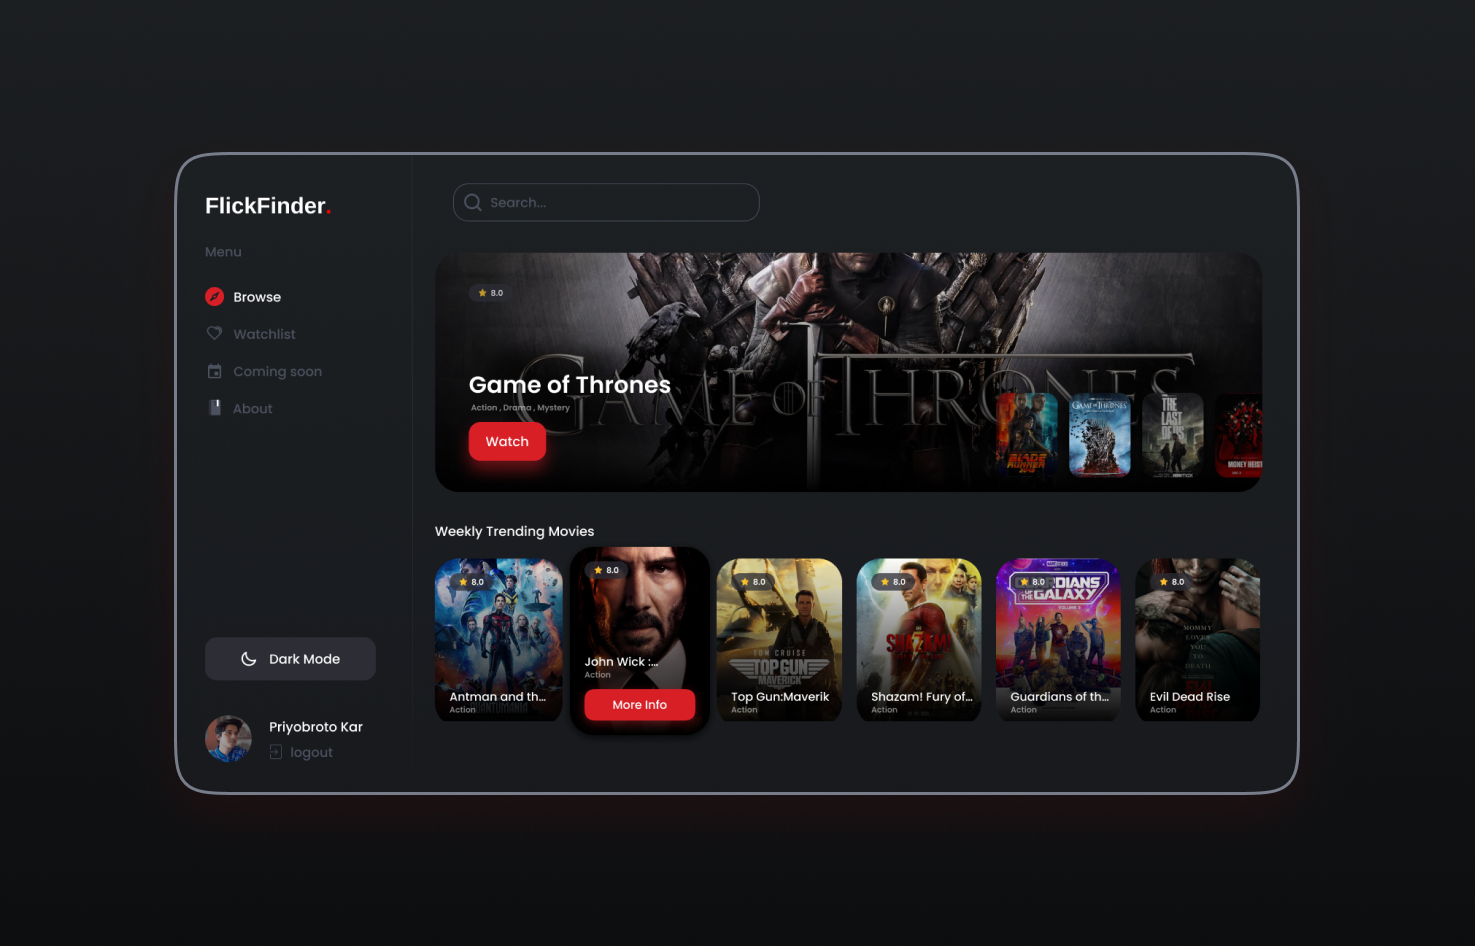 FlickFinder.
Menu
Browse
Watchlist
Coming soon
About
Dark Mode
Priyobroto Kar
logout
Search...
8.0
GAME OF THRONES
Game of Thrones
Action , Drama , Mystery
Watch
BLADE
RUNNER
2049
GAME OF THRONES
THE
LAST
OF US
MONEY HEIST
Weekly Trending Movies
8.0
Antman and th...
Action
8.0
John Wick :...
Action
More Info
8.0
TOM CRUISE
TOP GUN
MAVERICK
Top Gun:Maverik
Action
8.0
SHAZAM!
Shazam! Fury of...
Action
8.0
GALAXY
VOLUME 3
Guardians of th...
Action
8.0
MOMMY
LOVES
YOU
TO
DEATH
Evil Dead Rise
Action